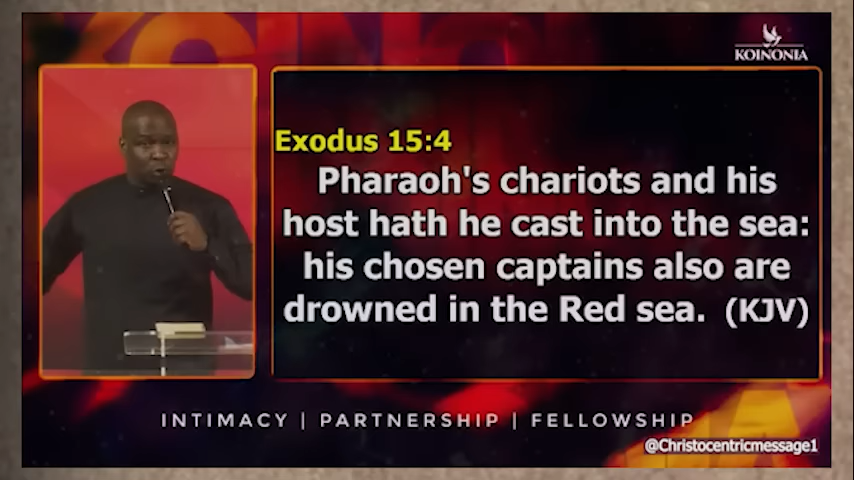 KOINONIA
Exodus 15:4
Pharaoh's chariots and his
host hath he cast into the sea:
his chosen captains also are
drowned in the Red sea. (KJV)
INTIMACY | PARTNERSHIP | FELLOWSHIP
@Christocentricmessage1